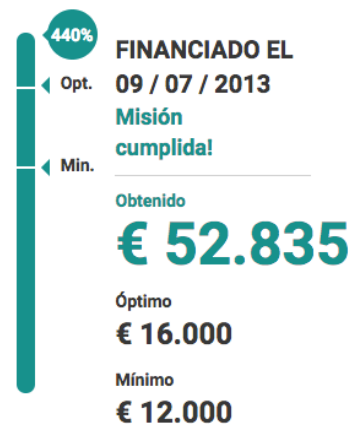 440%
Opt.
Min.
FINANCIADO EL
09 / 07 / 2013
Misión
cumplida!
Obtenido
€ 52.835
Óptimo
€ 16.000
Mínimo
€ 12.000